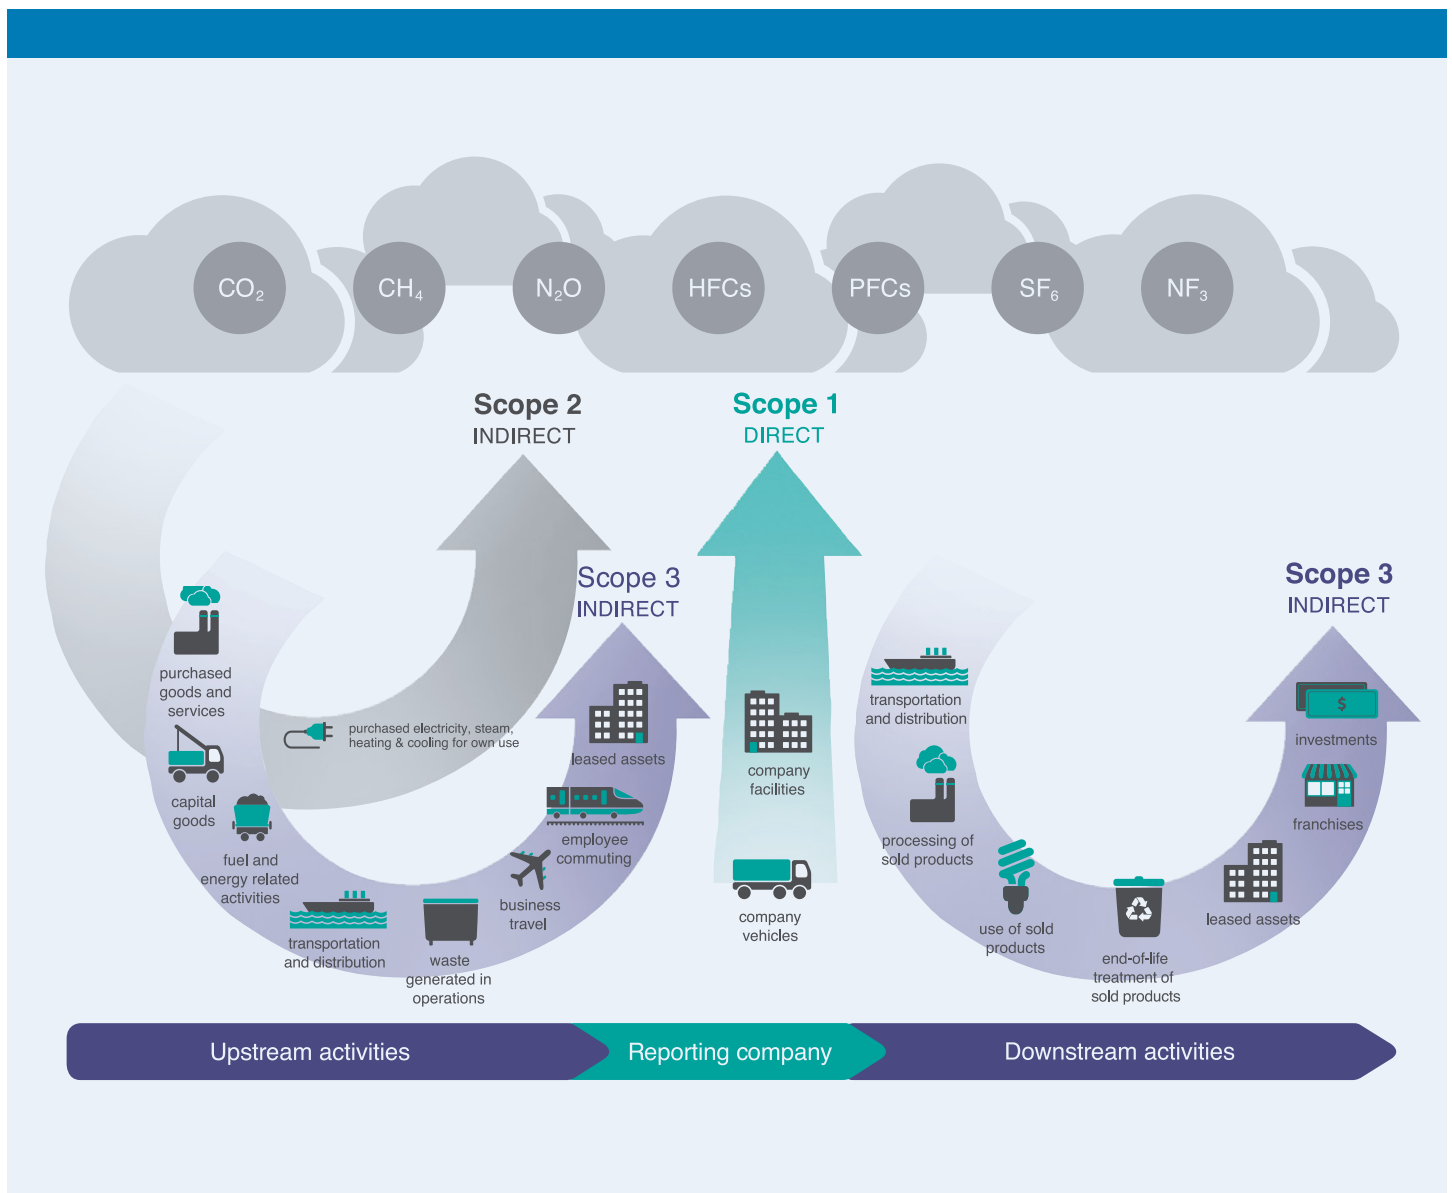 CO₂
CH₄
N₂O
HFCs
PFCs
SF₆
NF₃
Scope 2
INDIRECT
Scope 1
DIRECT
Scope 3
INDIRECT
Scope 3
INDIRECT
purchased
goods and
services
capital
goods
fuel and
energy related
activities
transportation
and distribution
waste
generated in
operations
business
travel
employee
commuting
leased assets
purchased electricity, steam,
heating & cooling for own use
company
facilities
company
vehicles
transportation
and distribution
processing of
sold products
use of sold
products
end-of-life
treatment of
sold products
leased assets
franchises
investments
$
Upstream activities
Reporting company
Downstream activities